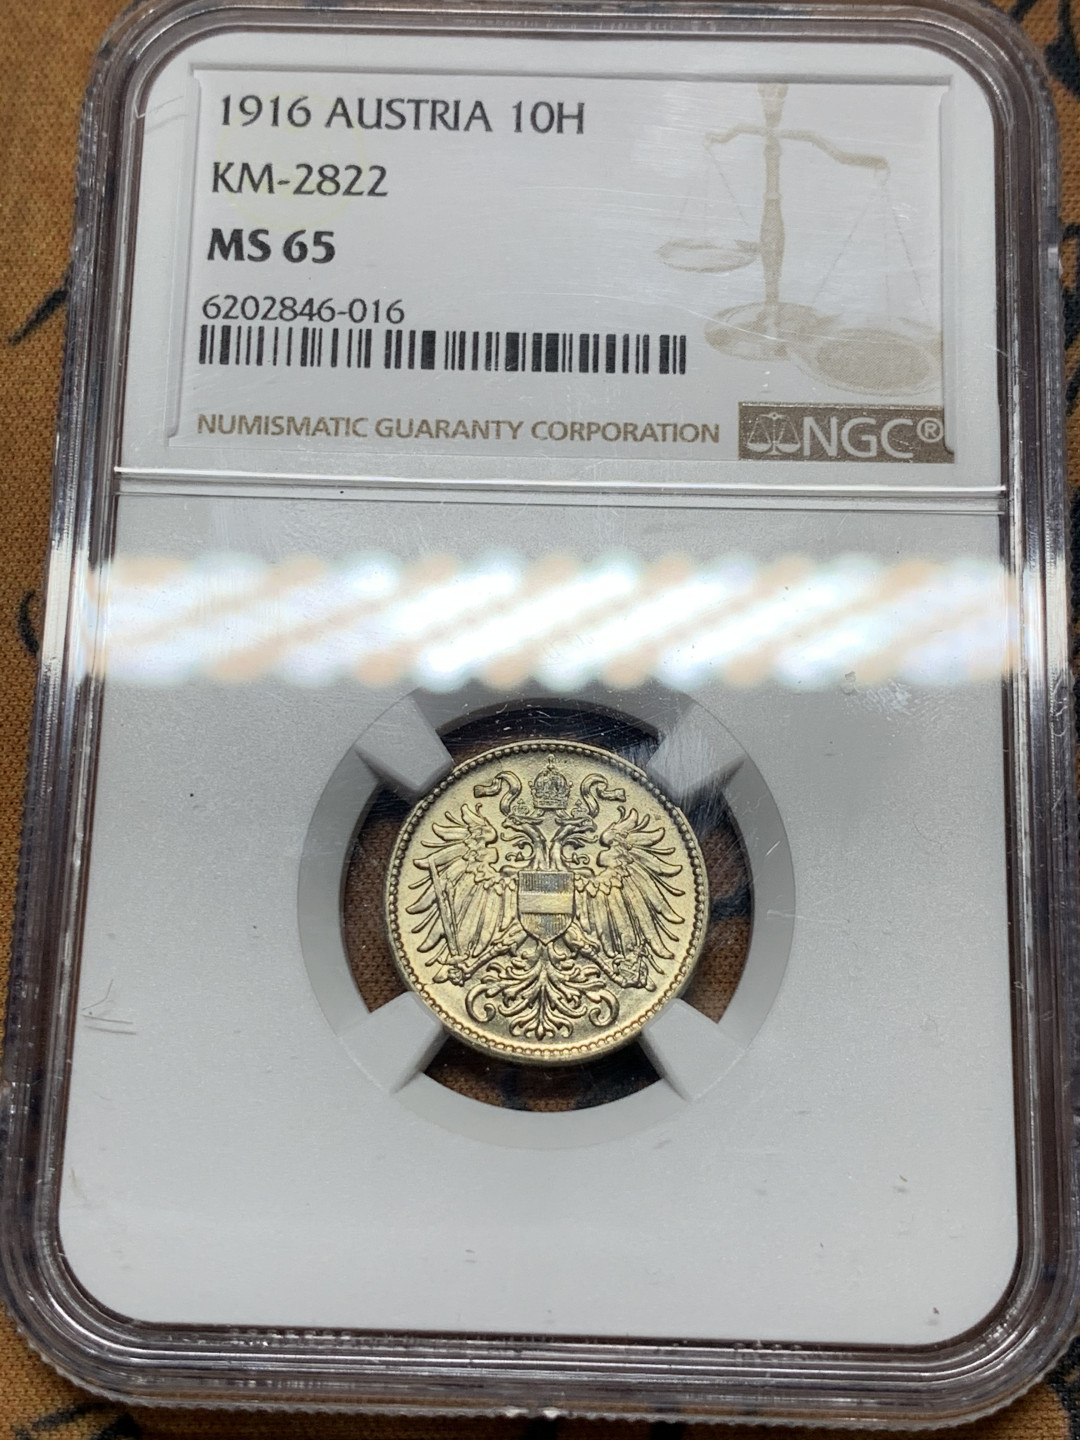 1916 AUSTRIA 10H
KM-2822
MS 65
6202846-016
NUMISMATIC GUARANTY CORPORATION NGC®